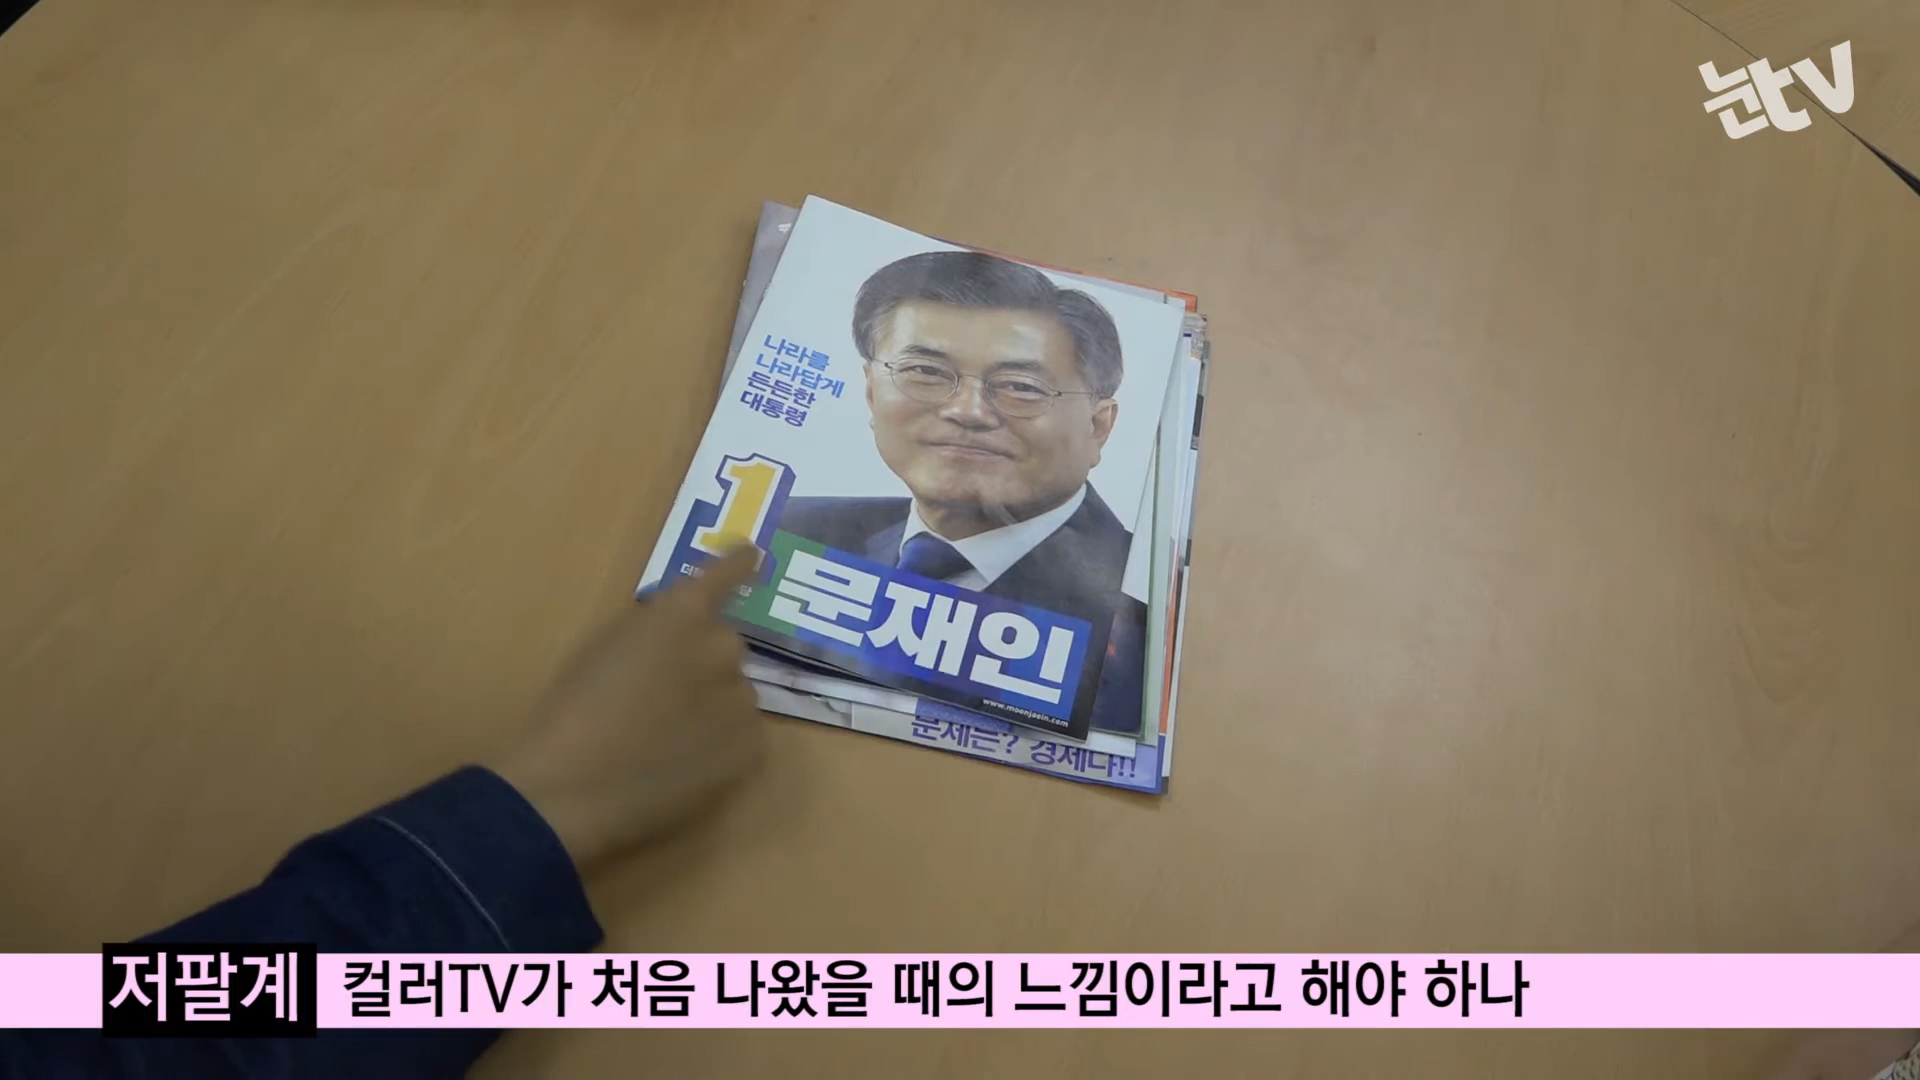 눈tv
나라를
나라답게
든든한
대통령
1
문재인
www.moonjaein.com
문제는? 경제다!!
저팔계 컬러TV가 처음 나왔을 때의 느낌이라고 해야 하나